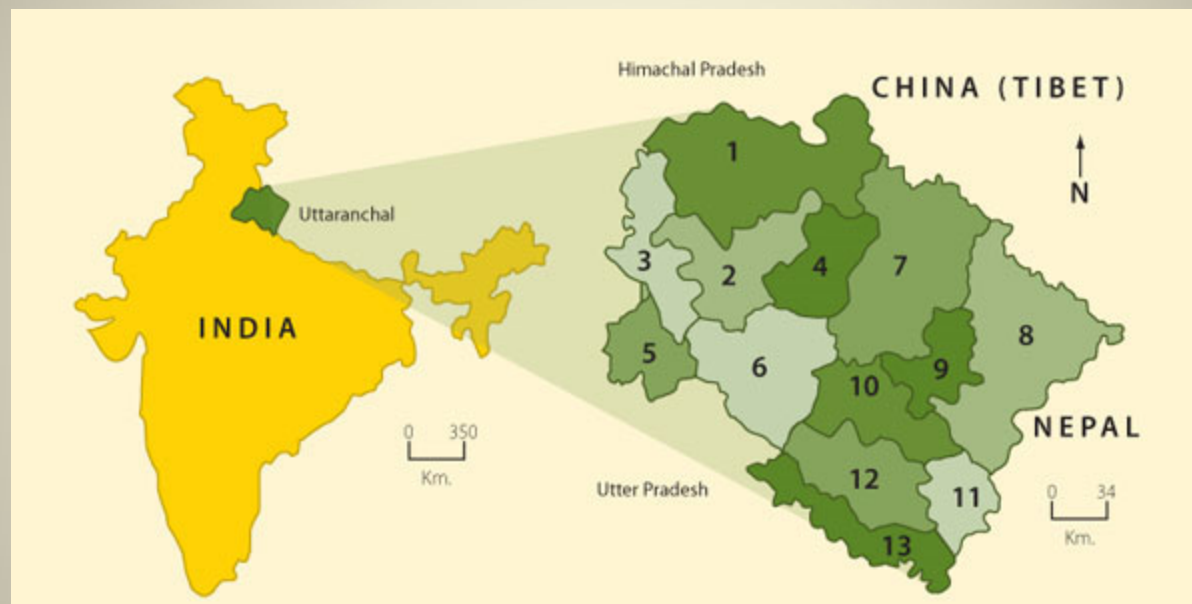 Himachal Pradesh
CHINA (TIBET)
N
Uttaranchal
INDIA
0 350
Km.
1
2
3
4
5
6
7
8
9
10
11
12
13
NEPAL
Utter Pradesh
0 34
Km.